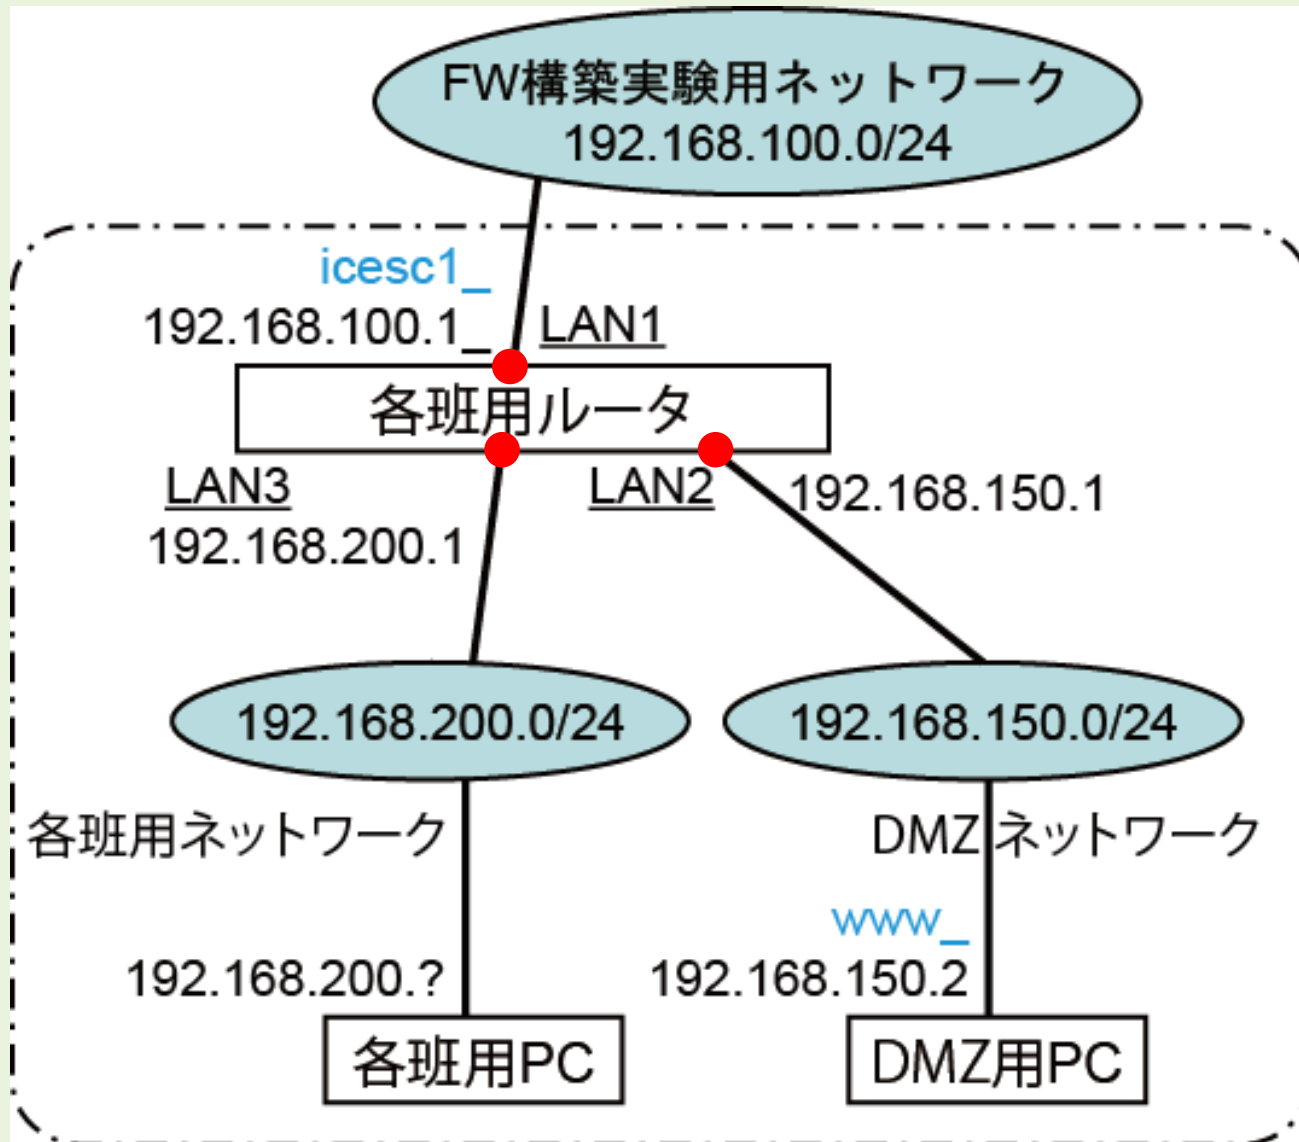 FW構築実験用ネットワーク
192.168.100.0/24
icesc1_
192.168.100.1_
LAN1
各班用ルータ
LAN3
192.168.200.1
LAN2
192.168.150.1
192.168.200.0/24
192.168.150.0/24
各班用ネットワーク
DMZネットワーク
www_
192.168.200.?
192.168.150.2
各班用PC
DMZ用PC